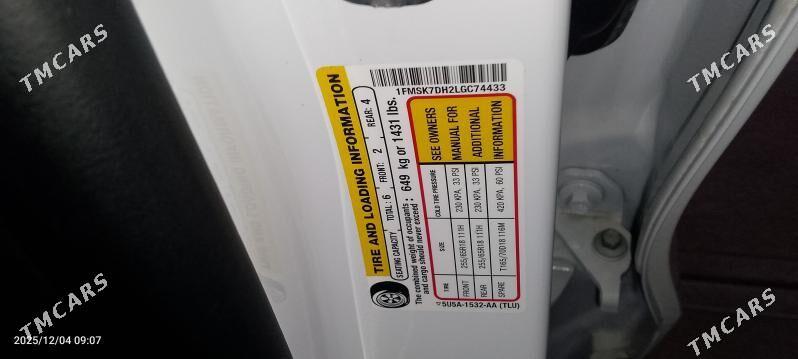 1FMSK7DH2LGC74433
TIRE AND LOADING INFORMATION
SEATING CAPACITY TOTAL: 6 FRONT: 2 REAR: 4
The combined weight of occupants and cargo should never exceed : 649 kg or 1431 lbs.
TIRE SIZE COLD TIRE PRESSURE
FRONT 255/65R18 111H 230 KPA, 33 PSI
REAR 255/65R18 111H 230 KPA, 33 PSI
SPARE T165/70D18 116M 420 KPA, 60 PSI
SEE OWNERS
MANUAL FOR
ADDITIONAL
INFORMATION
5U5A-1532-AA (TLU)
TMCARS
TMCARS
TMCARS
TMCARS
TMCARS
TMCARS
2025/12/04 09:07